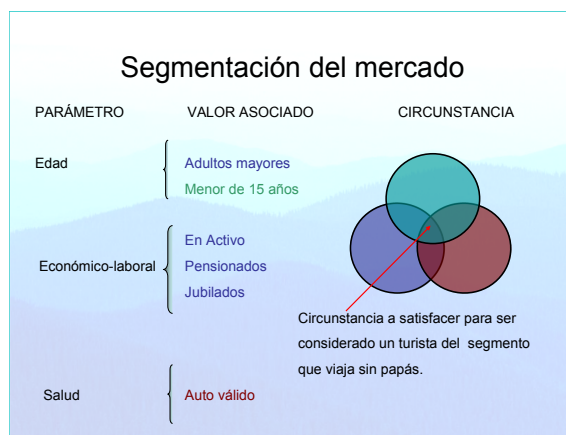 Segmentación del mercado
PARÁMETRO VALOR ASOCIADO CIRCUNSTANCIA
Edad
Adultos mayores
Menor de 15 años
Económico-laboral
En Activo
Pensionados
Jubilados
Circunstancia a satisfacer para ser
considerado un turista del segmento
que viaja sin papás.
Salud
Auto válido